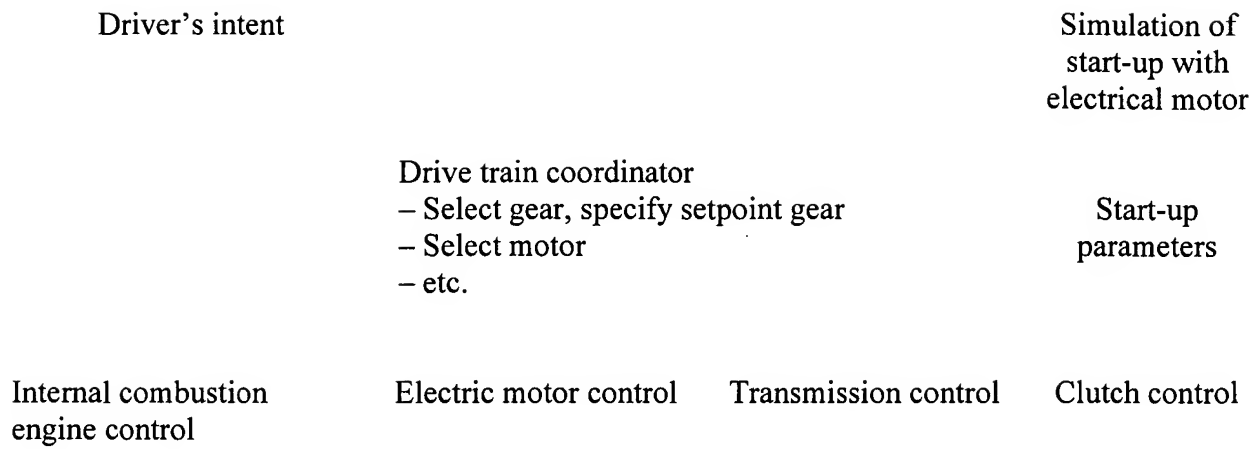 Driver's intent
Simulation of
start-up with
electrical motor
Drive train coordinator
– Select gear, specify setpoint gear
– Select motor
– etc.
Start-up
parameters
Internal combustion
engine control
Electric motor control
Transmission control
Clutch control